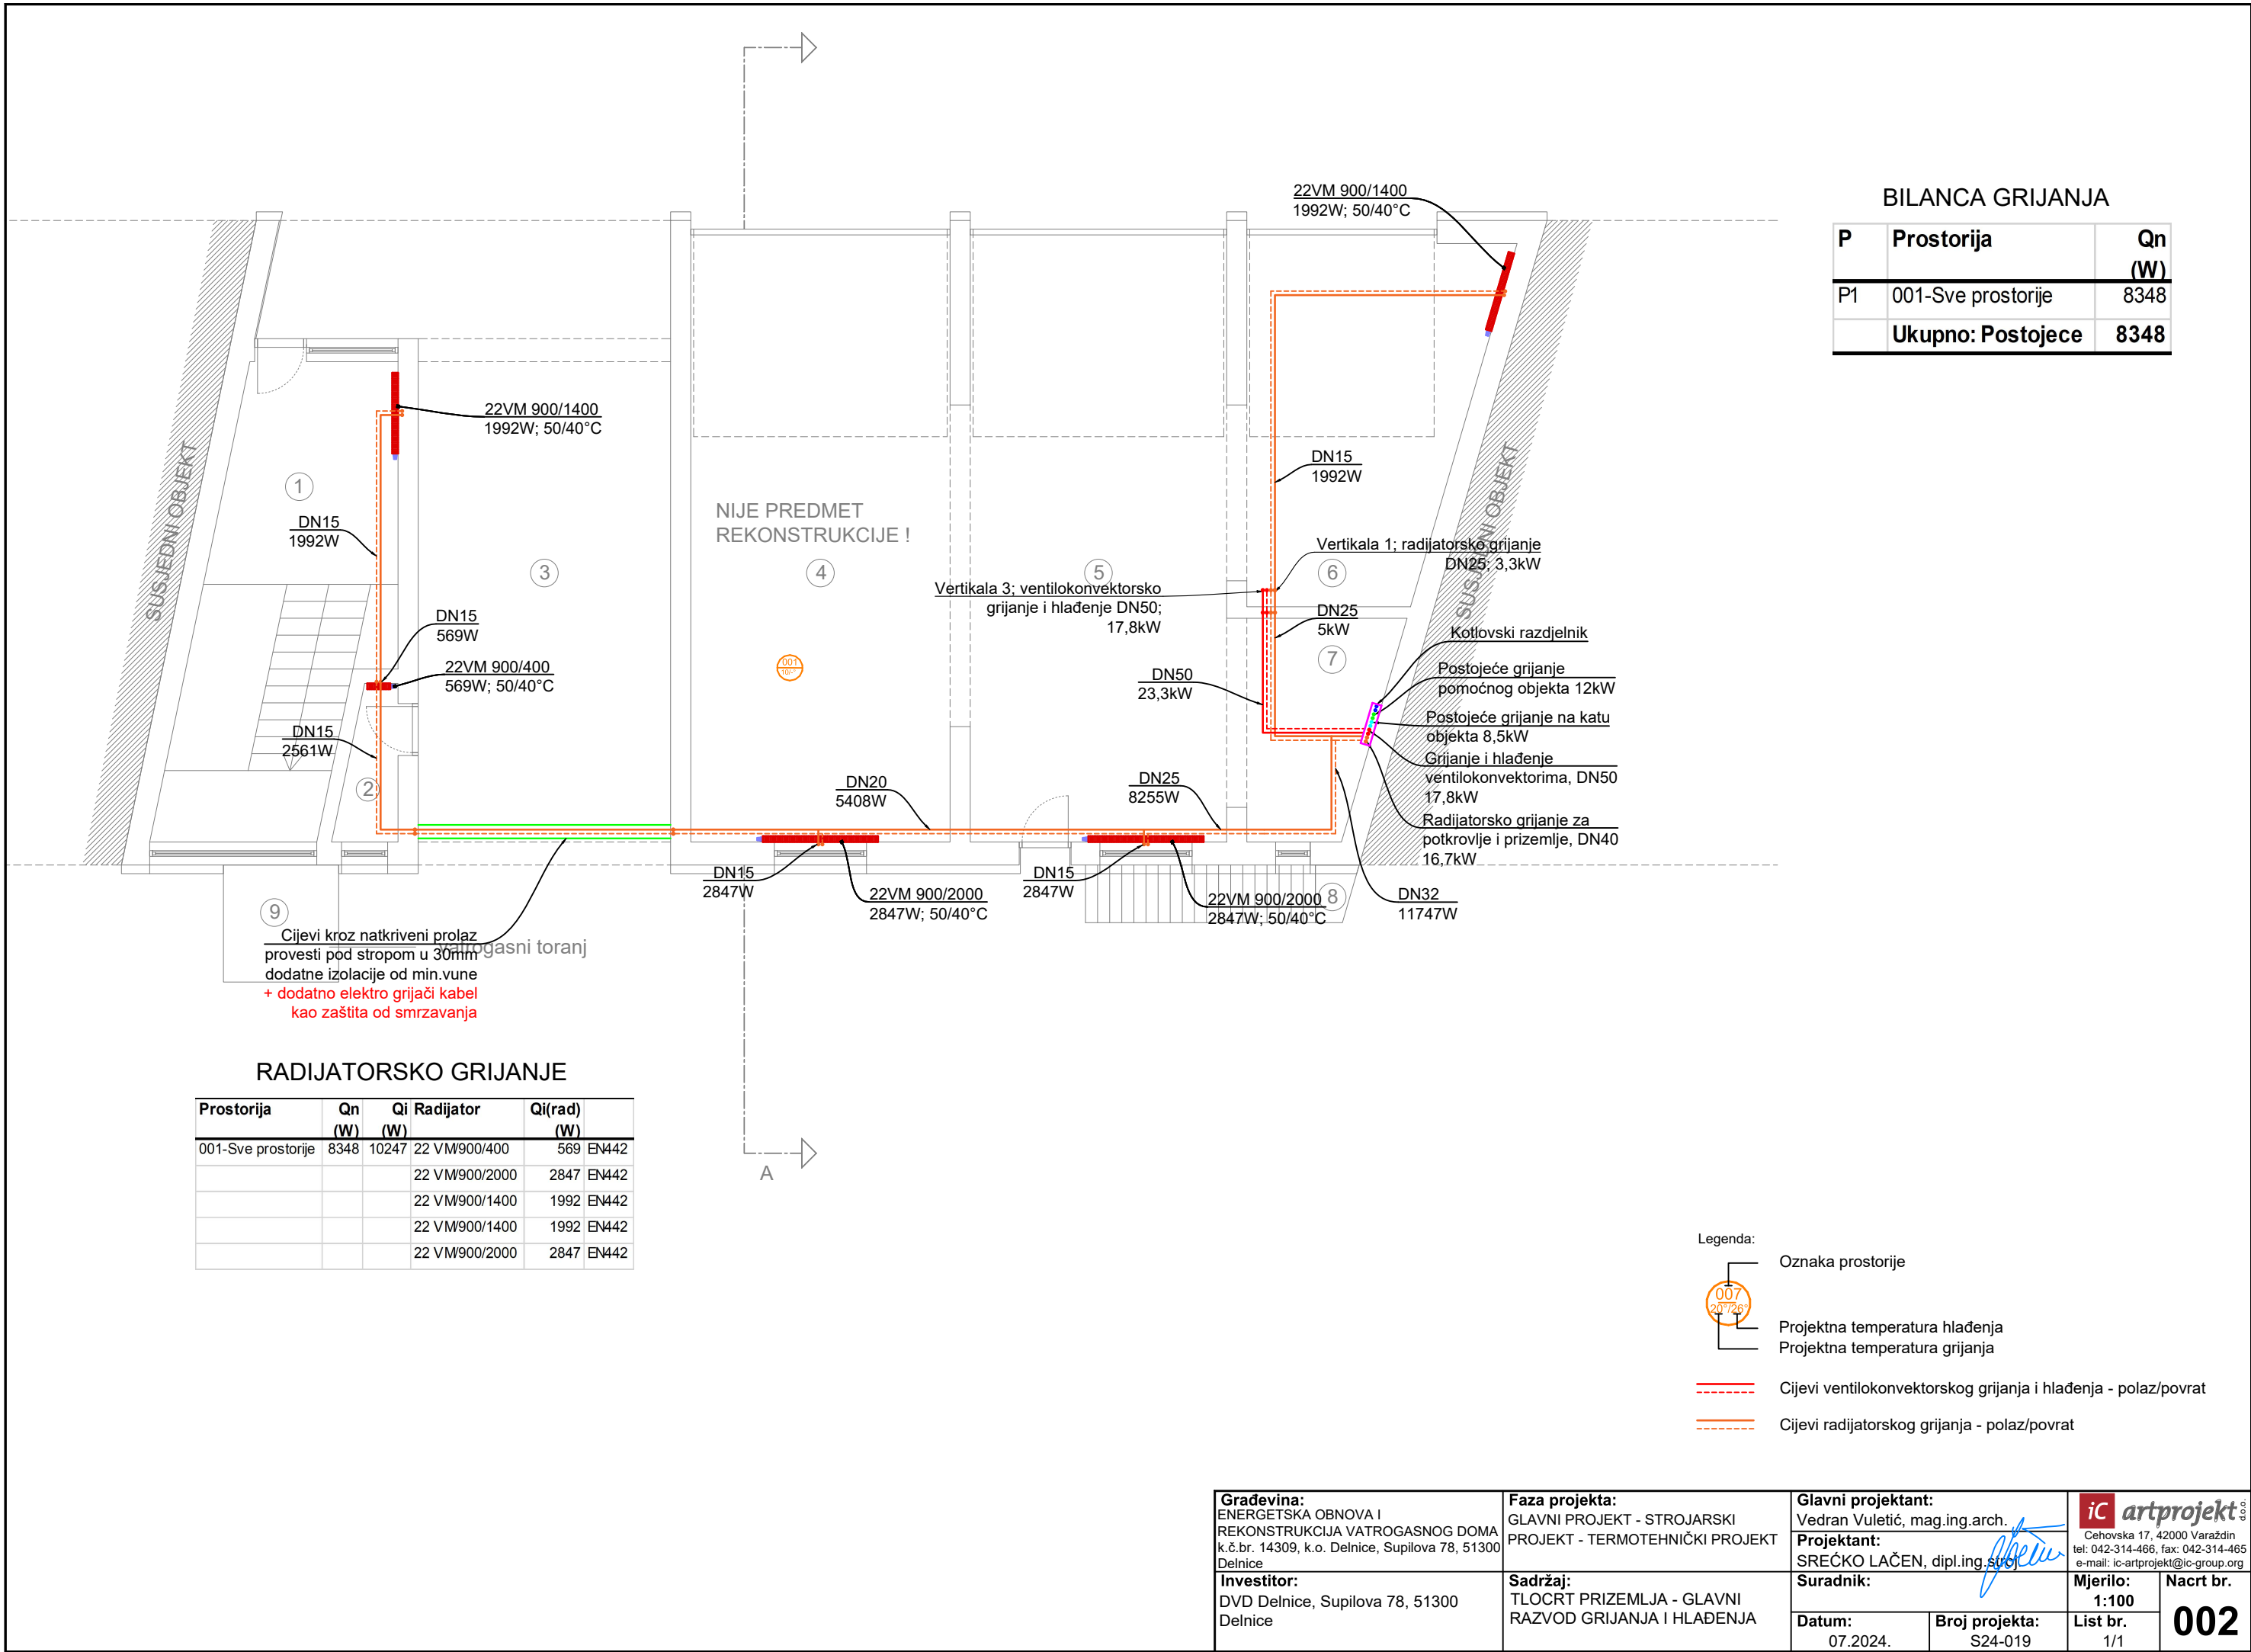 BILANCA GRIJANJA
P Prostorija Qn
(W)
P1 001-Sve prostorije 8348
Ukupno: Postojece 8348
22VM 900/1400
1992W; 50/40°C
22VM 900/1400
1992W; 50/40°C
SUSJEDNI OBJEKT
SUSJEDNI OBJEKT
1
2
3
4
5
6
7
8
9
DN15
1992W
DN15
1992W
NIJE PREDMET
REKONSTRUKCIJE !
Vertikala 1; radijatorsko grijanje
DN25; 3,3kW
Vertikala 3; ventilokonvektorsko
grijanje i hlađenje DN50;
17,8kW
DN25
5kW
DN15
569W
22VM 900/400
569W; 50/40°C
001
DN50
23,3kW
Kotlovski razdjelnik
Postojeće grijanje
pomoćnog objekta 12kW
Postojeće grijanje na katu
objekta 8,5kW
Grijanje i hlađenje
ventilokonvektorima, DN50
17,8kW
Radijatorsko grijanje za
potkrovlje i prizemlje, DN40
16,7kW
DN15
2561W
DN20
5408W
DN25
8255W
DN15
2847W
22VM 900/2000
2847W; 50/40°C
DN15
2847W
22VM 900/2000
2847W; 50/40°C
DN32
11747W
Cijevi kroz natkriveni prolaz
provesti pod stropom u 30mm
dodatne izolacije od min.vune
+ dodatno elektro grijači kabel
kao zaštita od smrzavanja
vatrogasni toranj
A
RADIJATORSKO GRIJANJE
Prostorija Qn Qi Radijator Qi(rad)
(W) (W) (W)
001-Sve prostorije 8348 10247 22 VM/900/400 569 EN442
22 VM/900/2000 2847 EN442
22 VM/900/1400 1992 EN442
22 VM/900/1400 1992 EN442
22 VM/900/2000 2847 EN442
Legenda:
Oznaka prostorije
007
20°/26°
Projektna temperatura hlađenja
Projektna temperatura grijanja
Cijevi ventilokonvektorskog grijanja i hlađenja - polaz/povrat
Cijevi radijatorskog grijanja - polaz/povrat
Građevina:
ENERGETSKA OBNOVA I
REKONSTRUKCIJA VATROGASNOG DOMA
k.č.br. 14309, k.o. Delnice, Supilova 78, 51300
Delnice
Investitor:
DVD Delnice, Supilova 78, 51300
Delnice
Faza projekta:
GLAVNI PROJEKT - STROJARSKI
PROJEKT - TERMOTEHNIČKI PROJEKT
Sadržaj:
TLOCRT PRIZEMLJA - GLAVNI
RAZVOD GRIJANJA I HLAĐENJA
Glavni projektant:
Vedran Vuletić, mag.ing.arch.
Projektant:
SREĆKO LAČEN, dipl.ing.stroj.
Suradnik:
Datum:
07.2024.
Broj projekta:
S24-019
iC artprojekt d.o.o.
Cehovska 17, 42000 Varaždin
tel: 042-314-466, fax: 042-314-465
e-mail: ic-artprojekt@ic-group.org
Mjerilo:
1:100
List br.
1/1
Nacrt br.
002